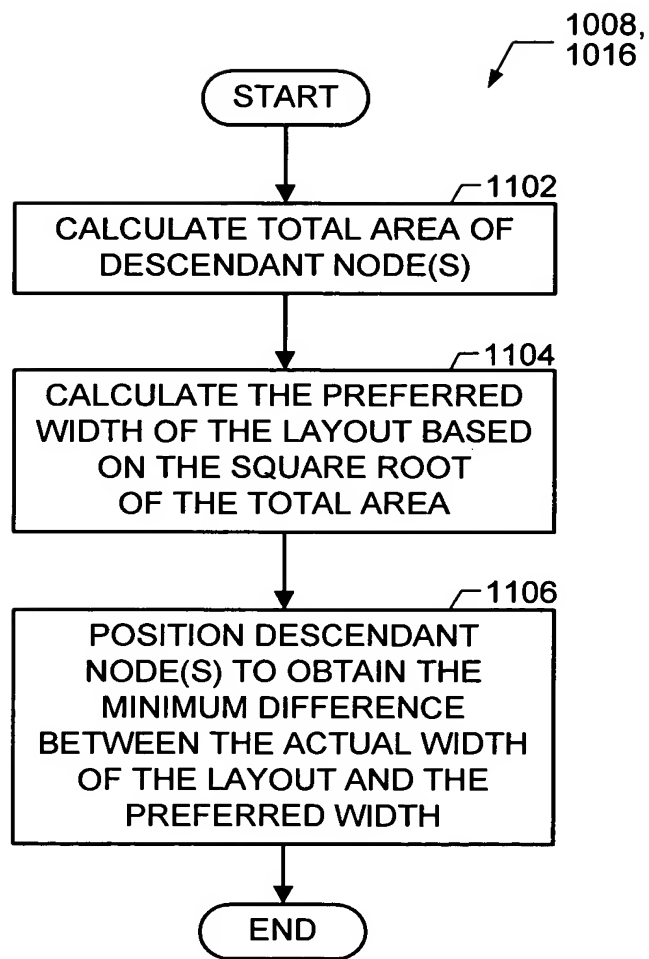 1008,
1016
START
1102
CALCULATE TOTAL AREA OF
DESCENDANT NODE(S)
1104
CALCULATE THE PREFERRED
WIDTH OF THE LAYOUT BASED
ON THE SQUARE ROOT
OF THE TOTAL AREA
1106
POSITION DESCENDANT
NODE(S) TO OBTAIN THE
MINIMUM DIFFERENCE
BETWEEN THE ACTUAL WIDTH
OF THE LAYOUT AND THE
PREFERRED WIDTH
END